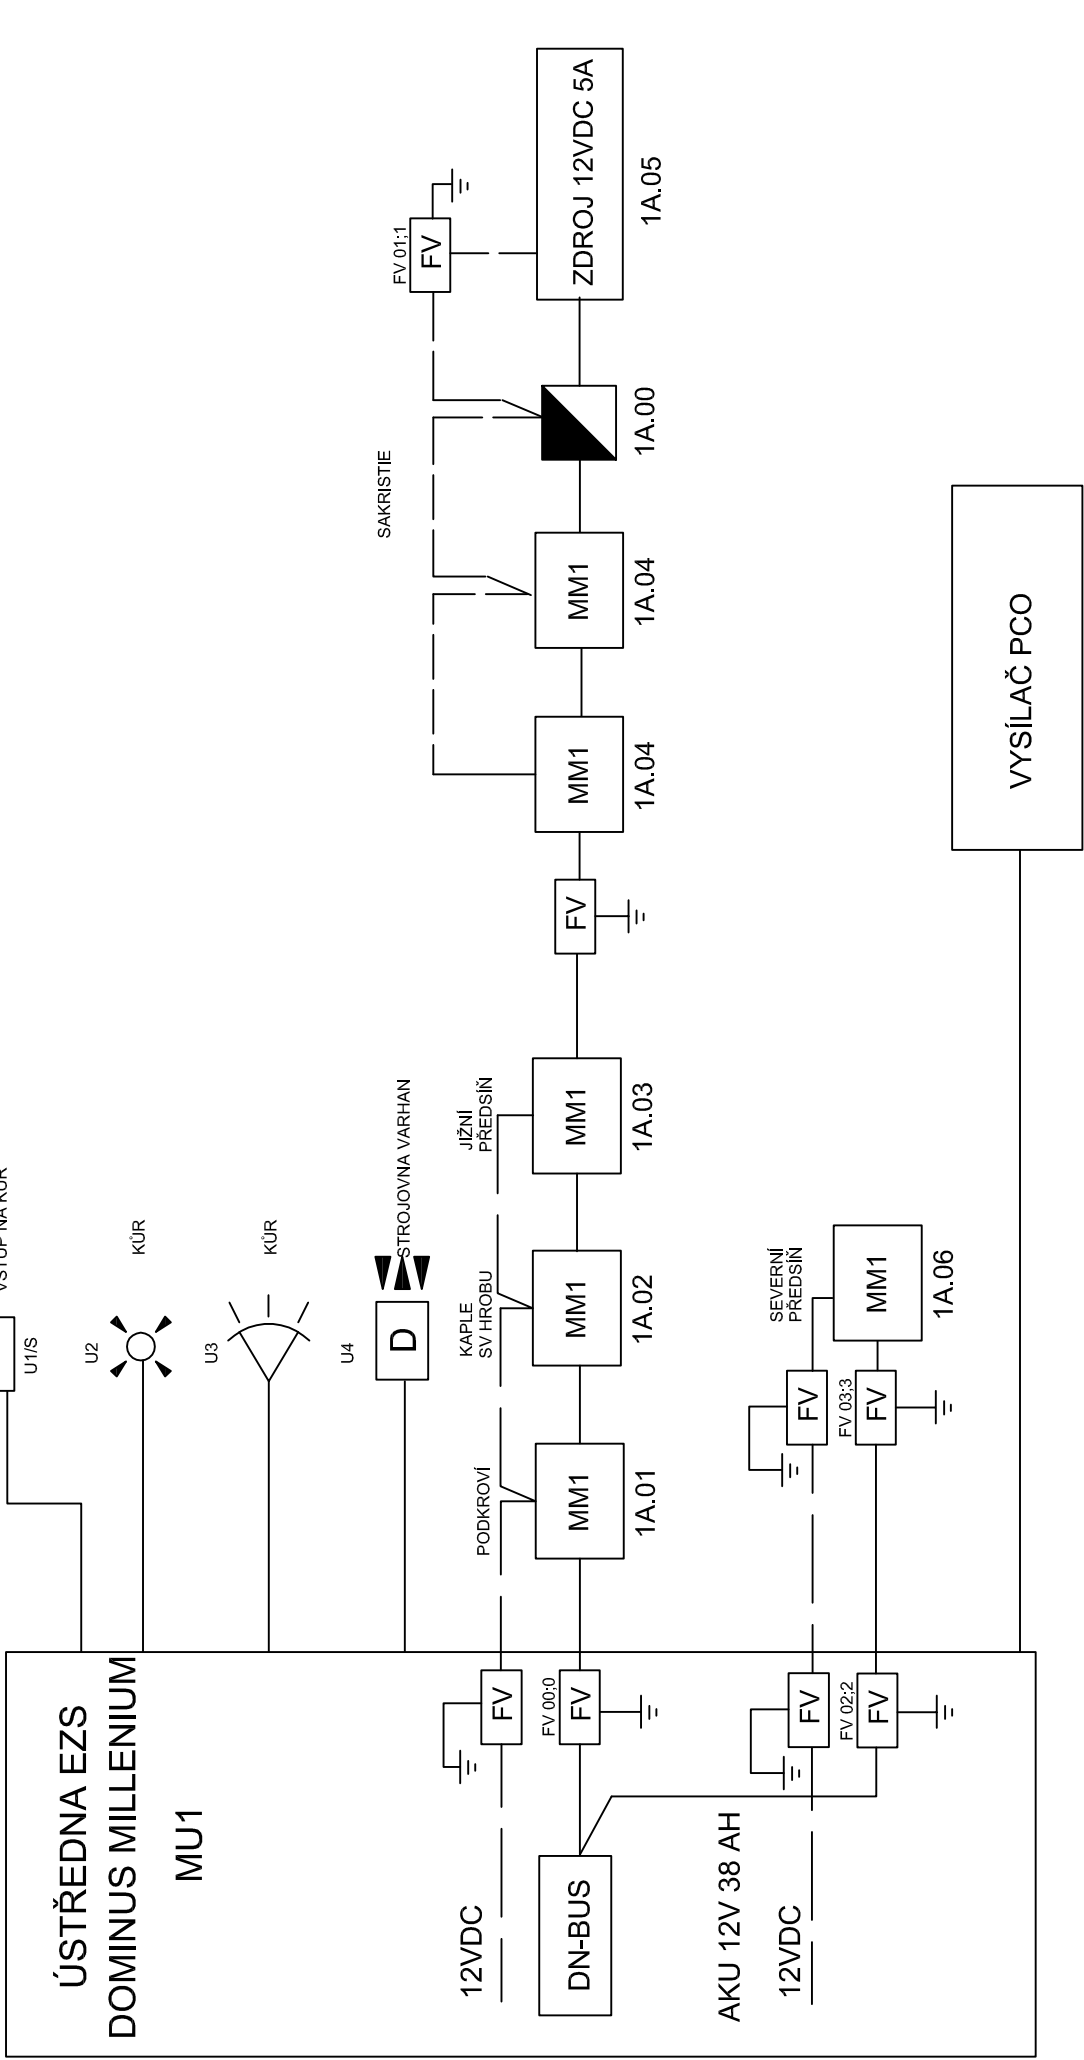 ÚSTŘEDNA EZS
DOMINUS MILLENIUM
MU1
12VDC
DN-BUS
AKU 12V 38 AH
12VDC
FV
FV 00;0
FV
FV
FV 02;2
FV
U1/S
U2
KŮR
U3
KŮR
U4
D
STROJOVNA VARHAN
PODKROVÍ
MM1
1A.01
KAPLE
SV HROBU
MM1
1A.02
JIŽNÍ
PŘEDSÍŇ
MM1
1A.03
FV
FV 03;3
FV
SEVERNÍ
PŘEDSÍŇ
MM1
1A.06
FV
MM1
1A.04
MM1
1A.04
SAKRISTIE
1A.00
FV 01;1
FV
ZDROJ 12VDC 5A
1A.05
VYSÍLAČ PCO